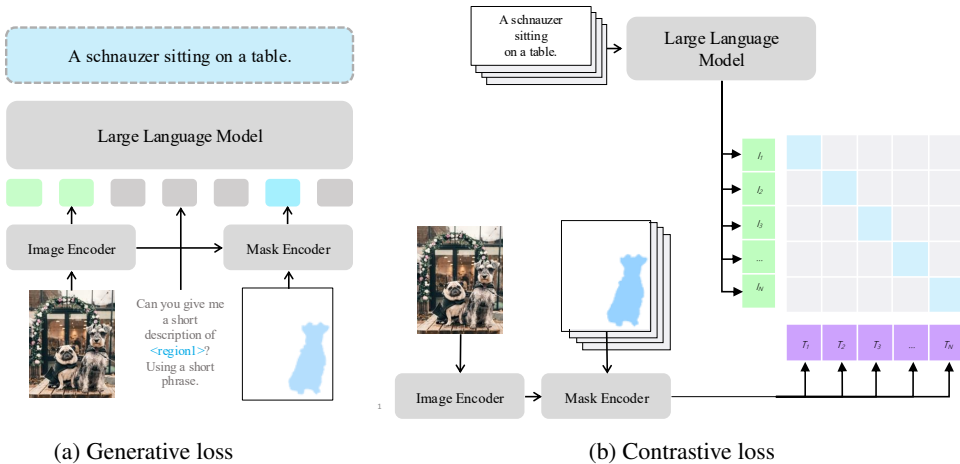 A schnauzer sitting on a table.
Large Language Model
Image Encoder
Mask Encoder
Can you give me
a short
description of
<region1>?
Using a short
phrase.
(a) Generative loss
A schnauzer
sitting
on a table.
Large Language
Model
I1
I2
I3
...
IN
T1
T2
T3
...
TN
Image Encoder
Mask Encoder
1
(b) Contrastive loss